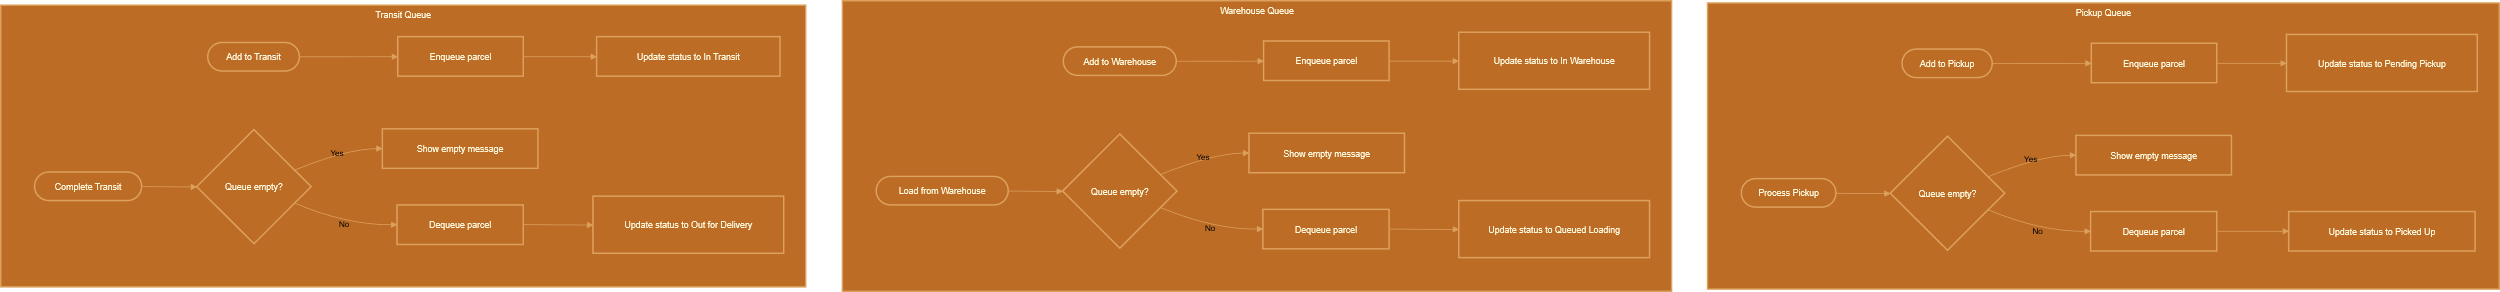 Transit Queue
Add to Transit
Enqueue parcel
Update status to In Transit
Complete Transit
Queue empty?
Yes
Show empty message
No
Dequeue parcel
Update status to Out for Delivery
Warehouse Queue
Add to Warehouse
Enqueue parcel
Update status to In Warehouse
Load from Warehouse
Queue empty?
Yes
Show empty message
No
Dequeue parcel
Update status to Queued Loading
Pickup Queue
Add to Pickup
Enqueue parcel
Update status to Pending Pickup
Process Pickup
Queue empty?
Yes
Show empty message
No
Dequeue parcel
Update status to Picked Up